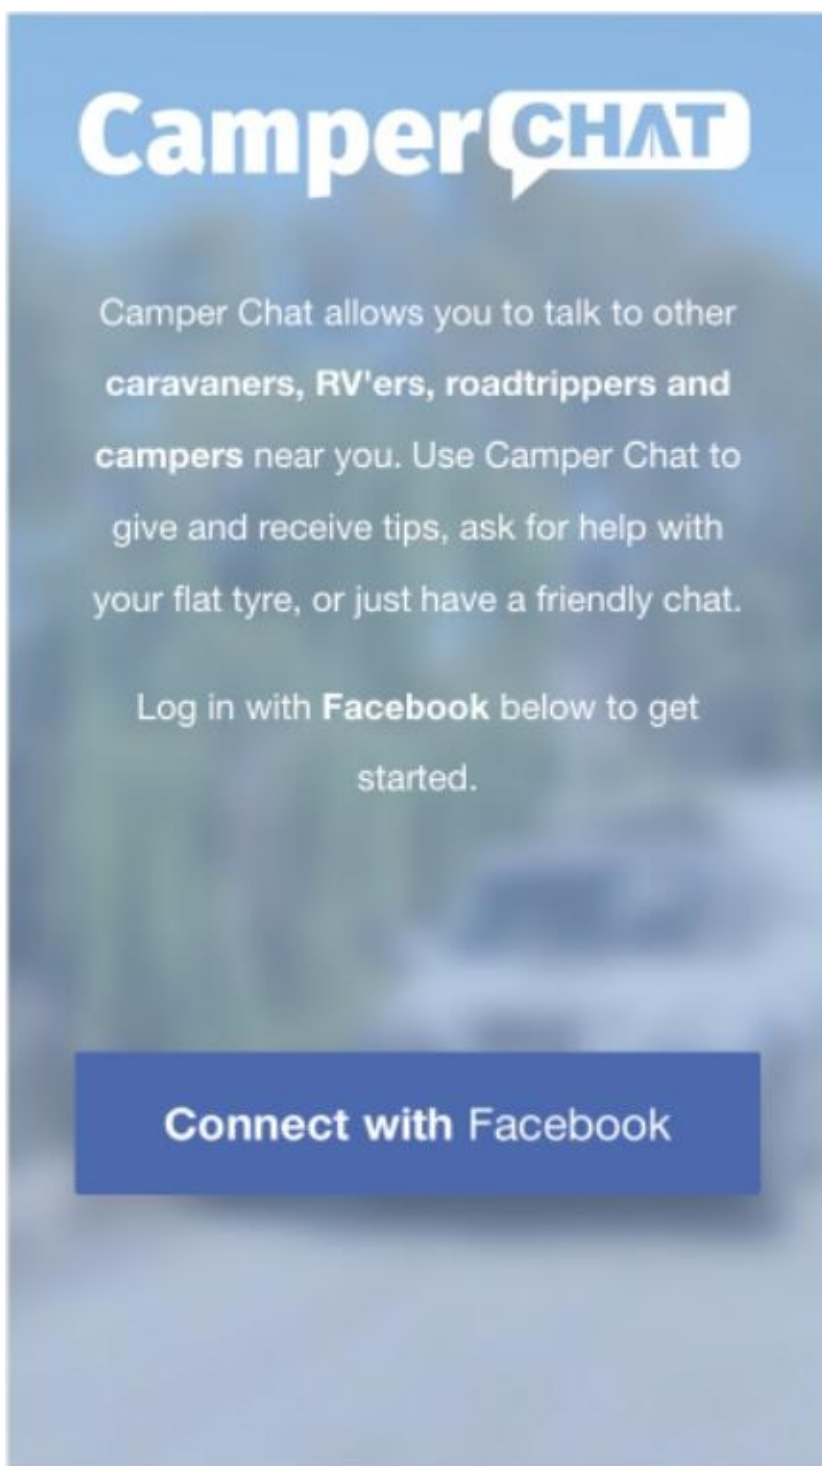 Camper CHAT
Camper Chat allows you to talk to other
caravaners, RV'ers, roadtrippers and
campers near you. Use Camper Chat to
give and receive tips, ask for help with
your flat tyre, or just have a friendly chat.
Log in with Facebook below to get
started.
Connect with Facebook